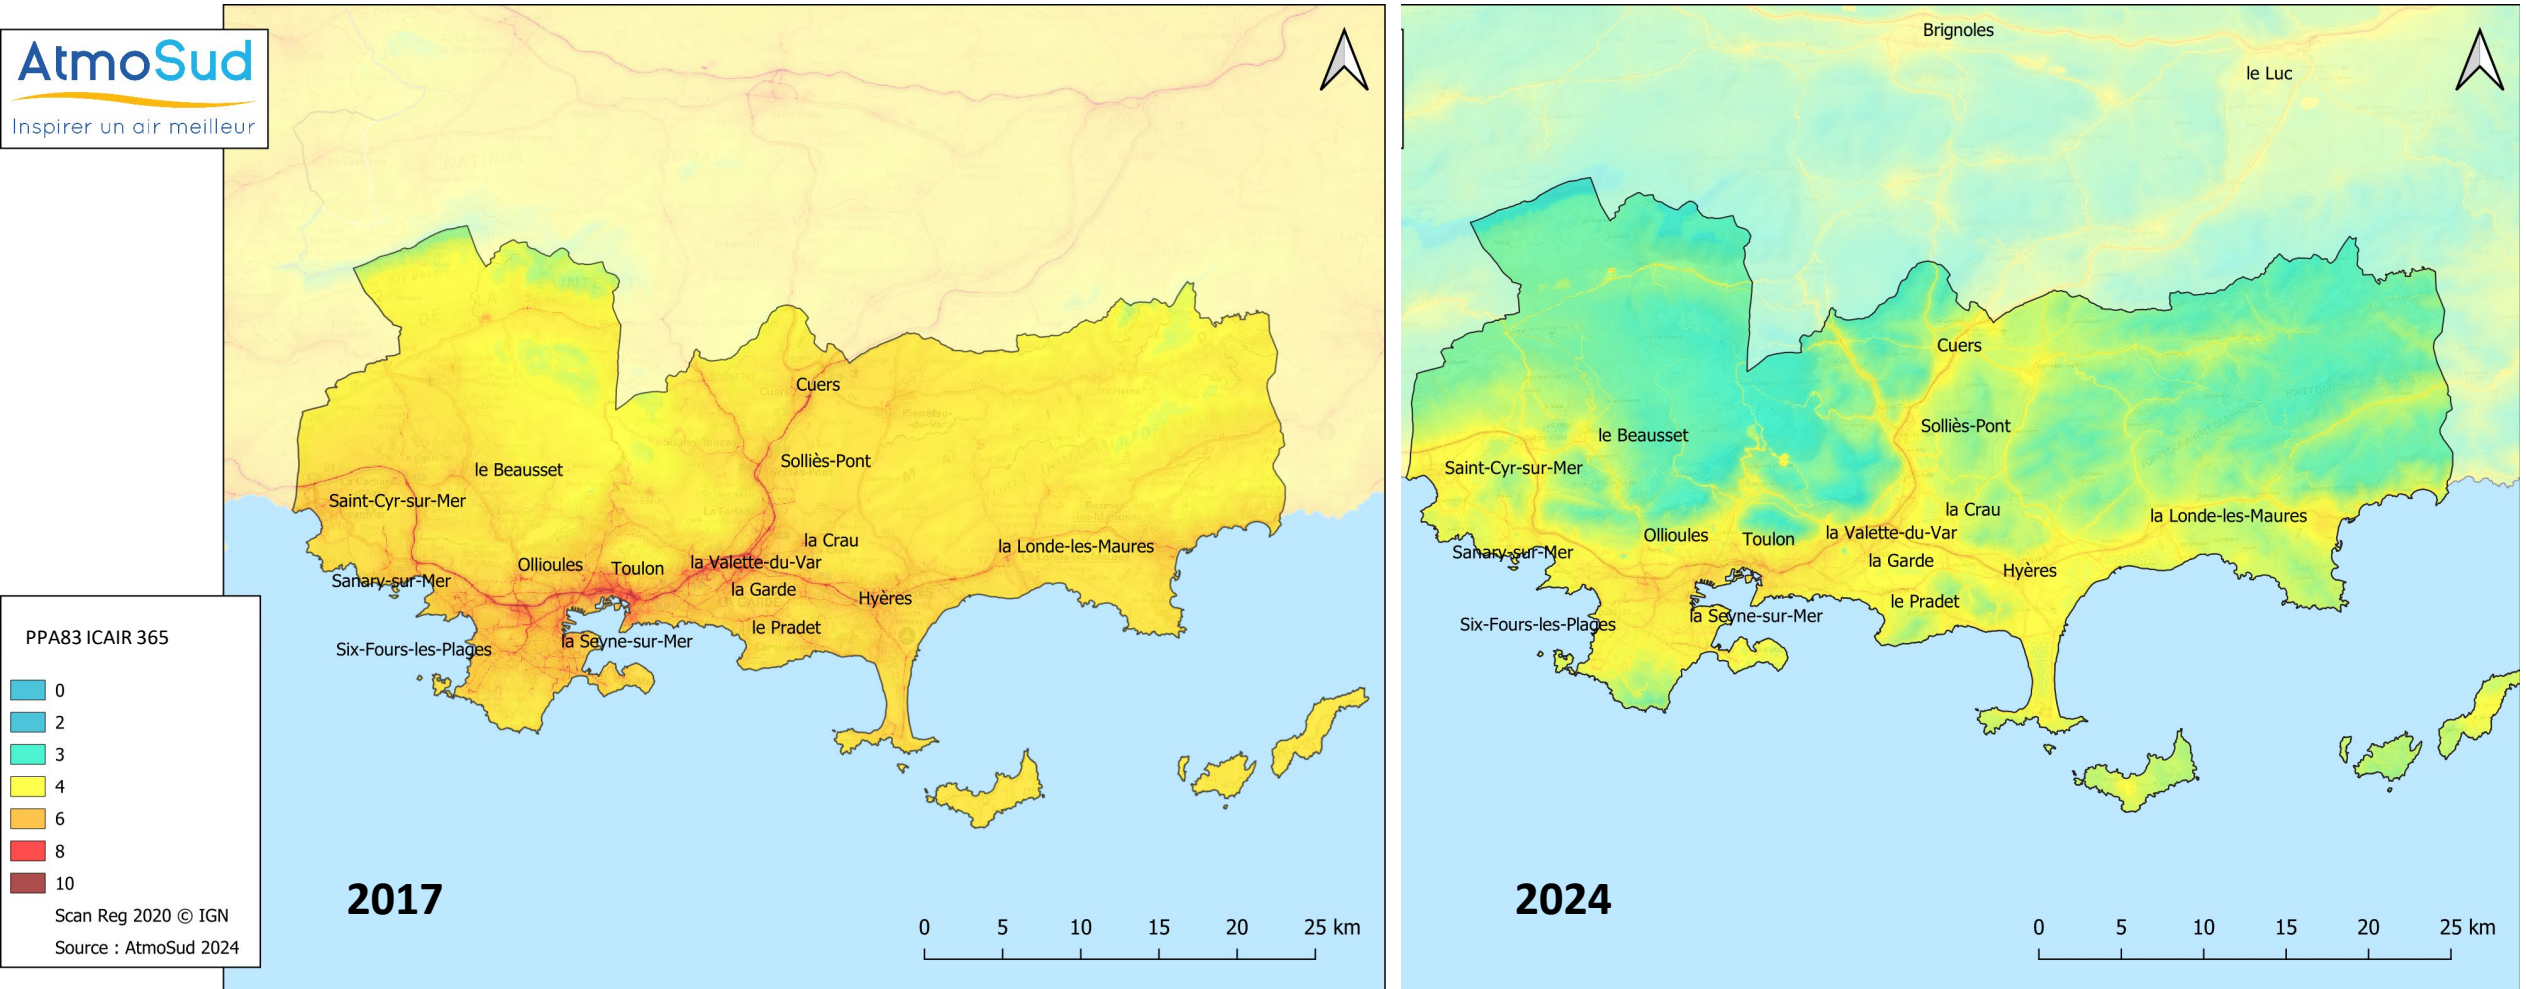 AtmoSud
Inspirer un air meilleur
PPA83 ICAIR 365
0
2
3
4
6
8
10
Scan Reg 2020 © IGN
Source : AtmoSud 2024
Cuers
Solliès-Pont
le Beausset
Saint-Cyr-sur-Mer
la Crau
la Londe-les-Maures
Ollioules
Toulon
la Valette-du-Var
Sanary-sur-Mer
la Garde
Hyères
le Pradet
la Seyne-sur-Mer
Six-Fours-les-Plages
2017
0 5 10 15 20 25 km
Brignoles
le Luc
Cuers
Solliès-Pont
le Beausset
Saint-Cyr-sur-Mer
la Crau
la Londe-les-Maures
Ollioules
Toulon
la Valette-du-Var
Sanary-sur-Mer
la Garde
Hyères
le Pradet
la Seyne-sur-Mer
Six-Fours-les-Plages
2024
0 5 10 15 20 25 km